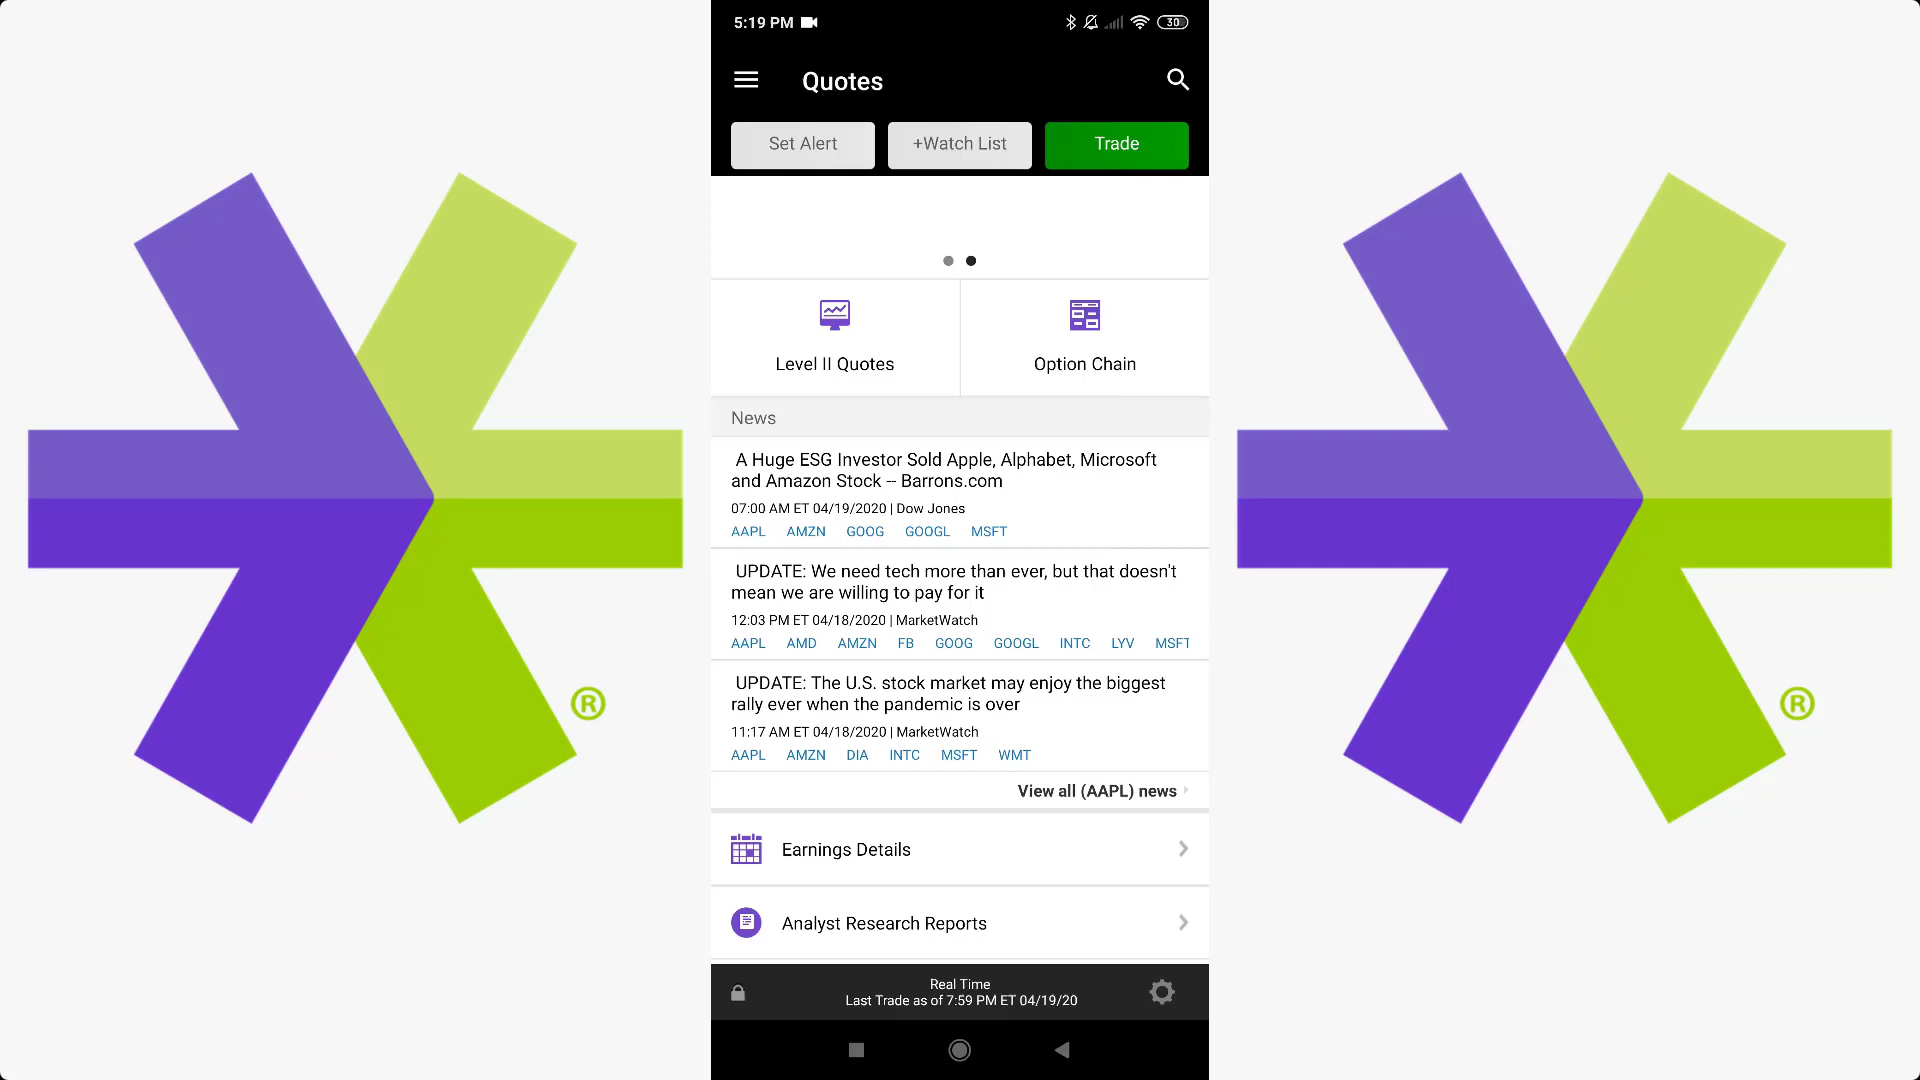 5:19 PM
30
Quotes
Set Alert
+Watch List
Trade
Level II Quotes
Option Chain
News
A Huge ESG Investor Sold Apple, Alphabet, Microsoft
and Amazon Stock -- Barrons.com
07:00 AM ET 04/19/2020 | Dow Jones
AAPL AMZN GOOG GOOGL MSFT
UPDATE: We need tech more than ever, but that doesn't
mean we are willing to pay for it
12:03 PM ET 04/18/2020 | MarketWatch
AAPL AMD AMZN FB GOOG GOOGL INTC LYV MSFT
UPDATE: The U.S. stock market may enjoy the biggest
rally ever when the pandemic is over
11:17 AM ET 04/18/2020 | MarketWatch
AAPL AMZN DIA INTC MSFT WMT
View all (AAPL) news
Earnings Details
Analyst Research Reports
Real Time
Last Trade as of 7:59 PM ET 04/19/20
®
®